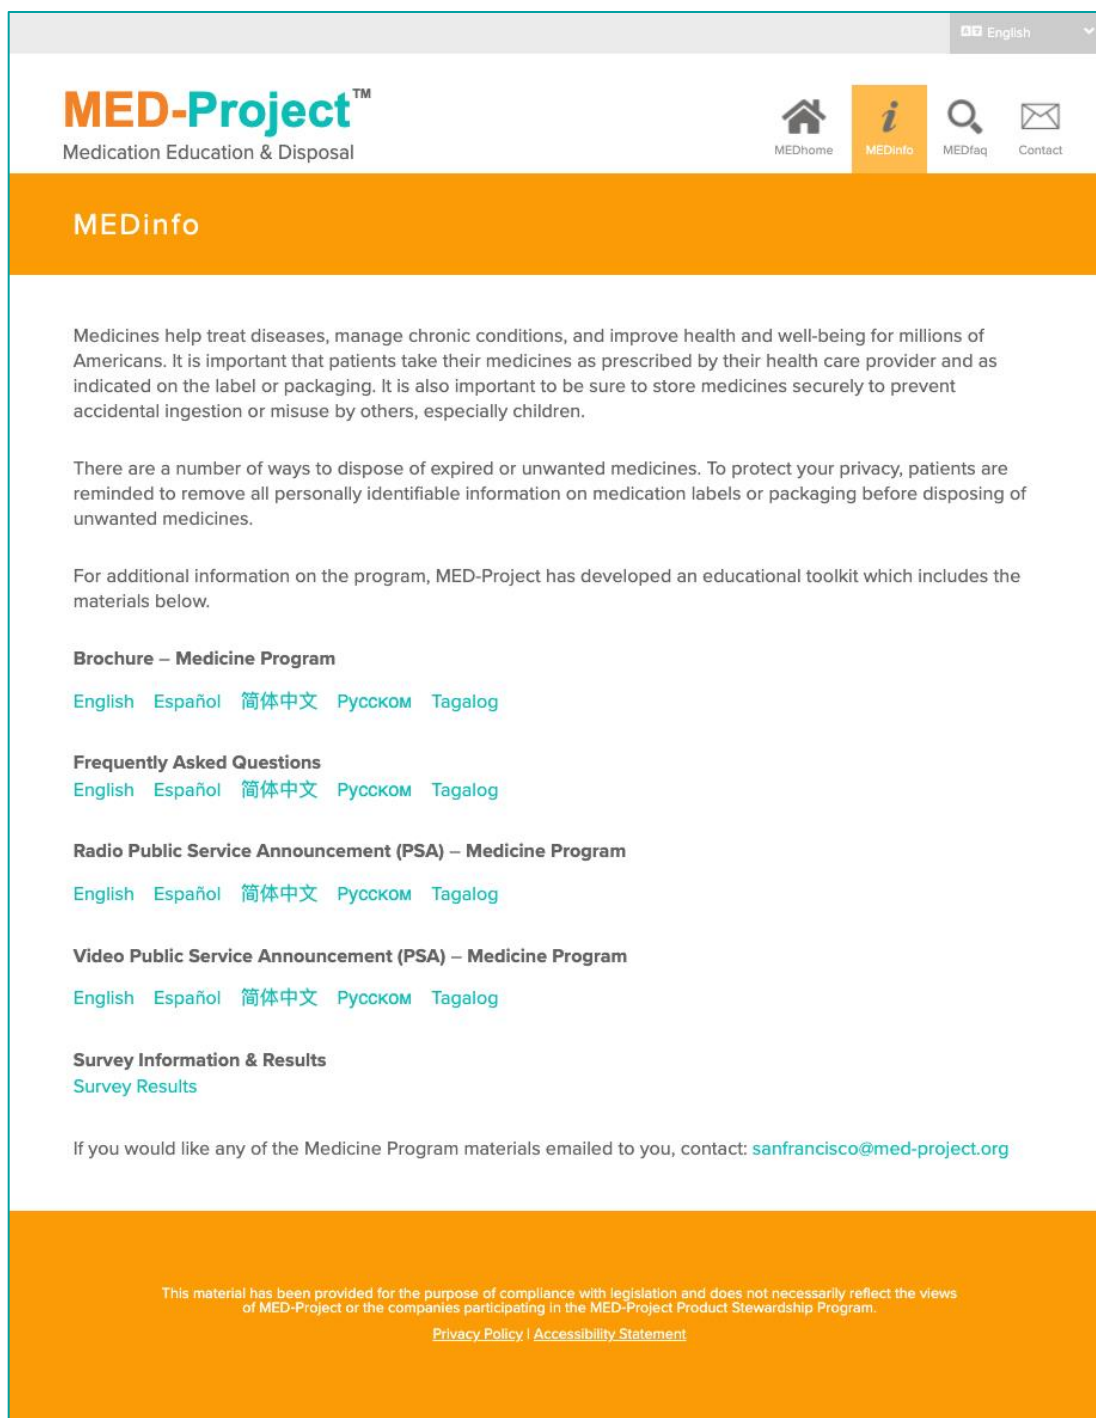 English
MED-Project™
Medication Education & Disposal
MEDhome MEDinfo MEDfaq Contact
MEDinfo
Medicines help treat diseases, manage chronic conditions, and improve health and well-being for millions of
Americans. It is important that patients take their medicines as prescribed by their health care provider and as
indicated on the label or packaging. It is also important to be sure to store medicines securely to prevent
accidental ingestion or misuse by others, especially children.
There are a number of ways to dispose of expired or unwanted medicines. To protect your privacy, patients are
reminded to remove all personally identifiable information on medication labels or packaging before disposing of
unwanted medicines.
For additional information on the program, MED-Project has developed an educational toolkit which includes the
materials below.
Brochure – Medicine Program
English Español 简体中文 Русском Tagalog
Frequently Asked Questions
English Español 简体中文 Русском Tagalog
Radio Public Service Announcement (PSA) – Medicine Program
English Español 简体中文 Русском Tagalog
Video Public Service Announcement (PSA) – Medicine Program
English Español 简体中文 Русском Tagalog
Survey Information & Results
Survey Results
If you would like any of the Medicine Program materials emailed to you, contact: sanfrancisco@med-project.org
This material has been provided for the purpose of compliance with legislation and does not necessarily reflect the views
of MED-Project or the companies participating in the MED-Project Product Stewardship Program.
Privacy Policy | Accessibility Statement